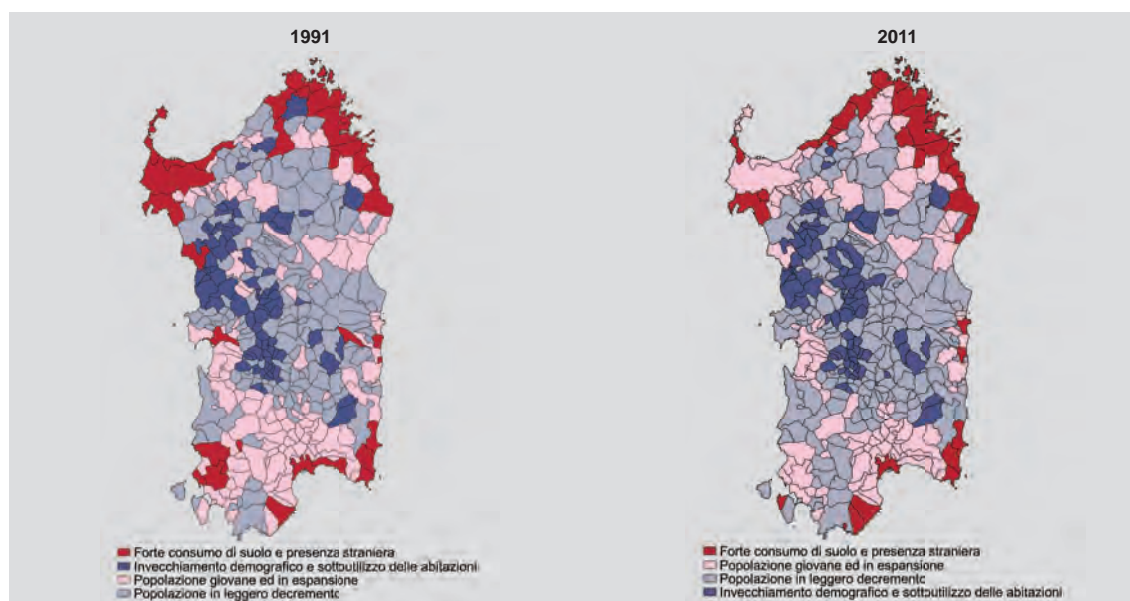 1991
2011
Forte consumo di suolo e presenza straniera
Invecchiamento demografico e sottoutilizzo delle abitazioni
Popolazione giovane ed in espansione
Popolazione in leggero decremento
Forte consumo di suolo e presenza straniera
Popolazione giovane ed in espansione
Popolazione in leggero decremento
Invecchiamento demografico e sottoutilizzo delle abitazioni